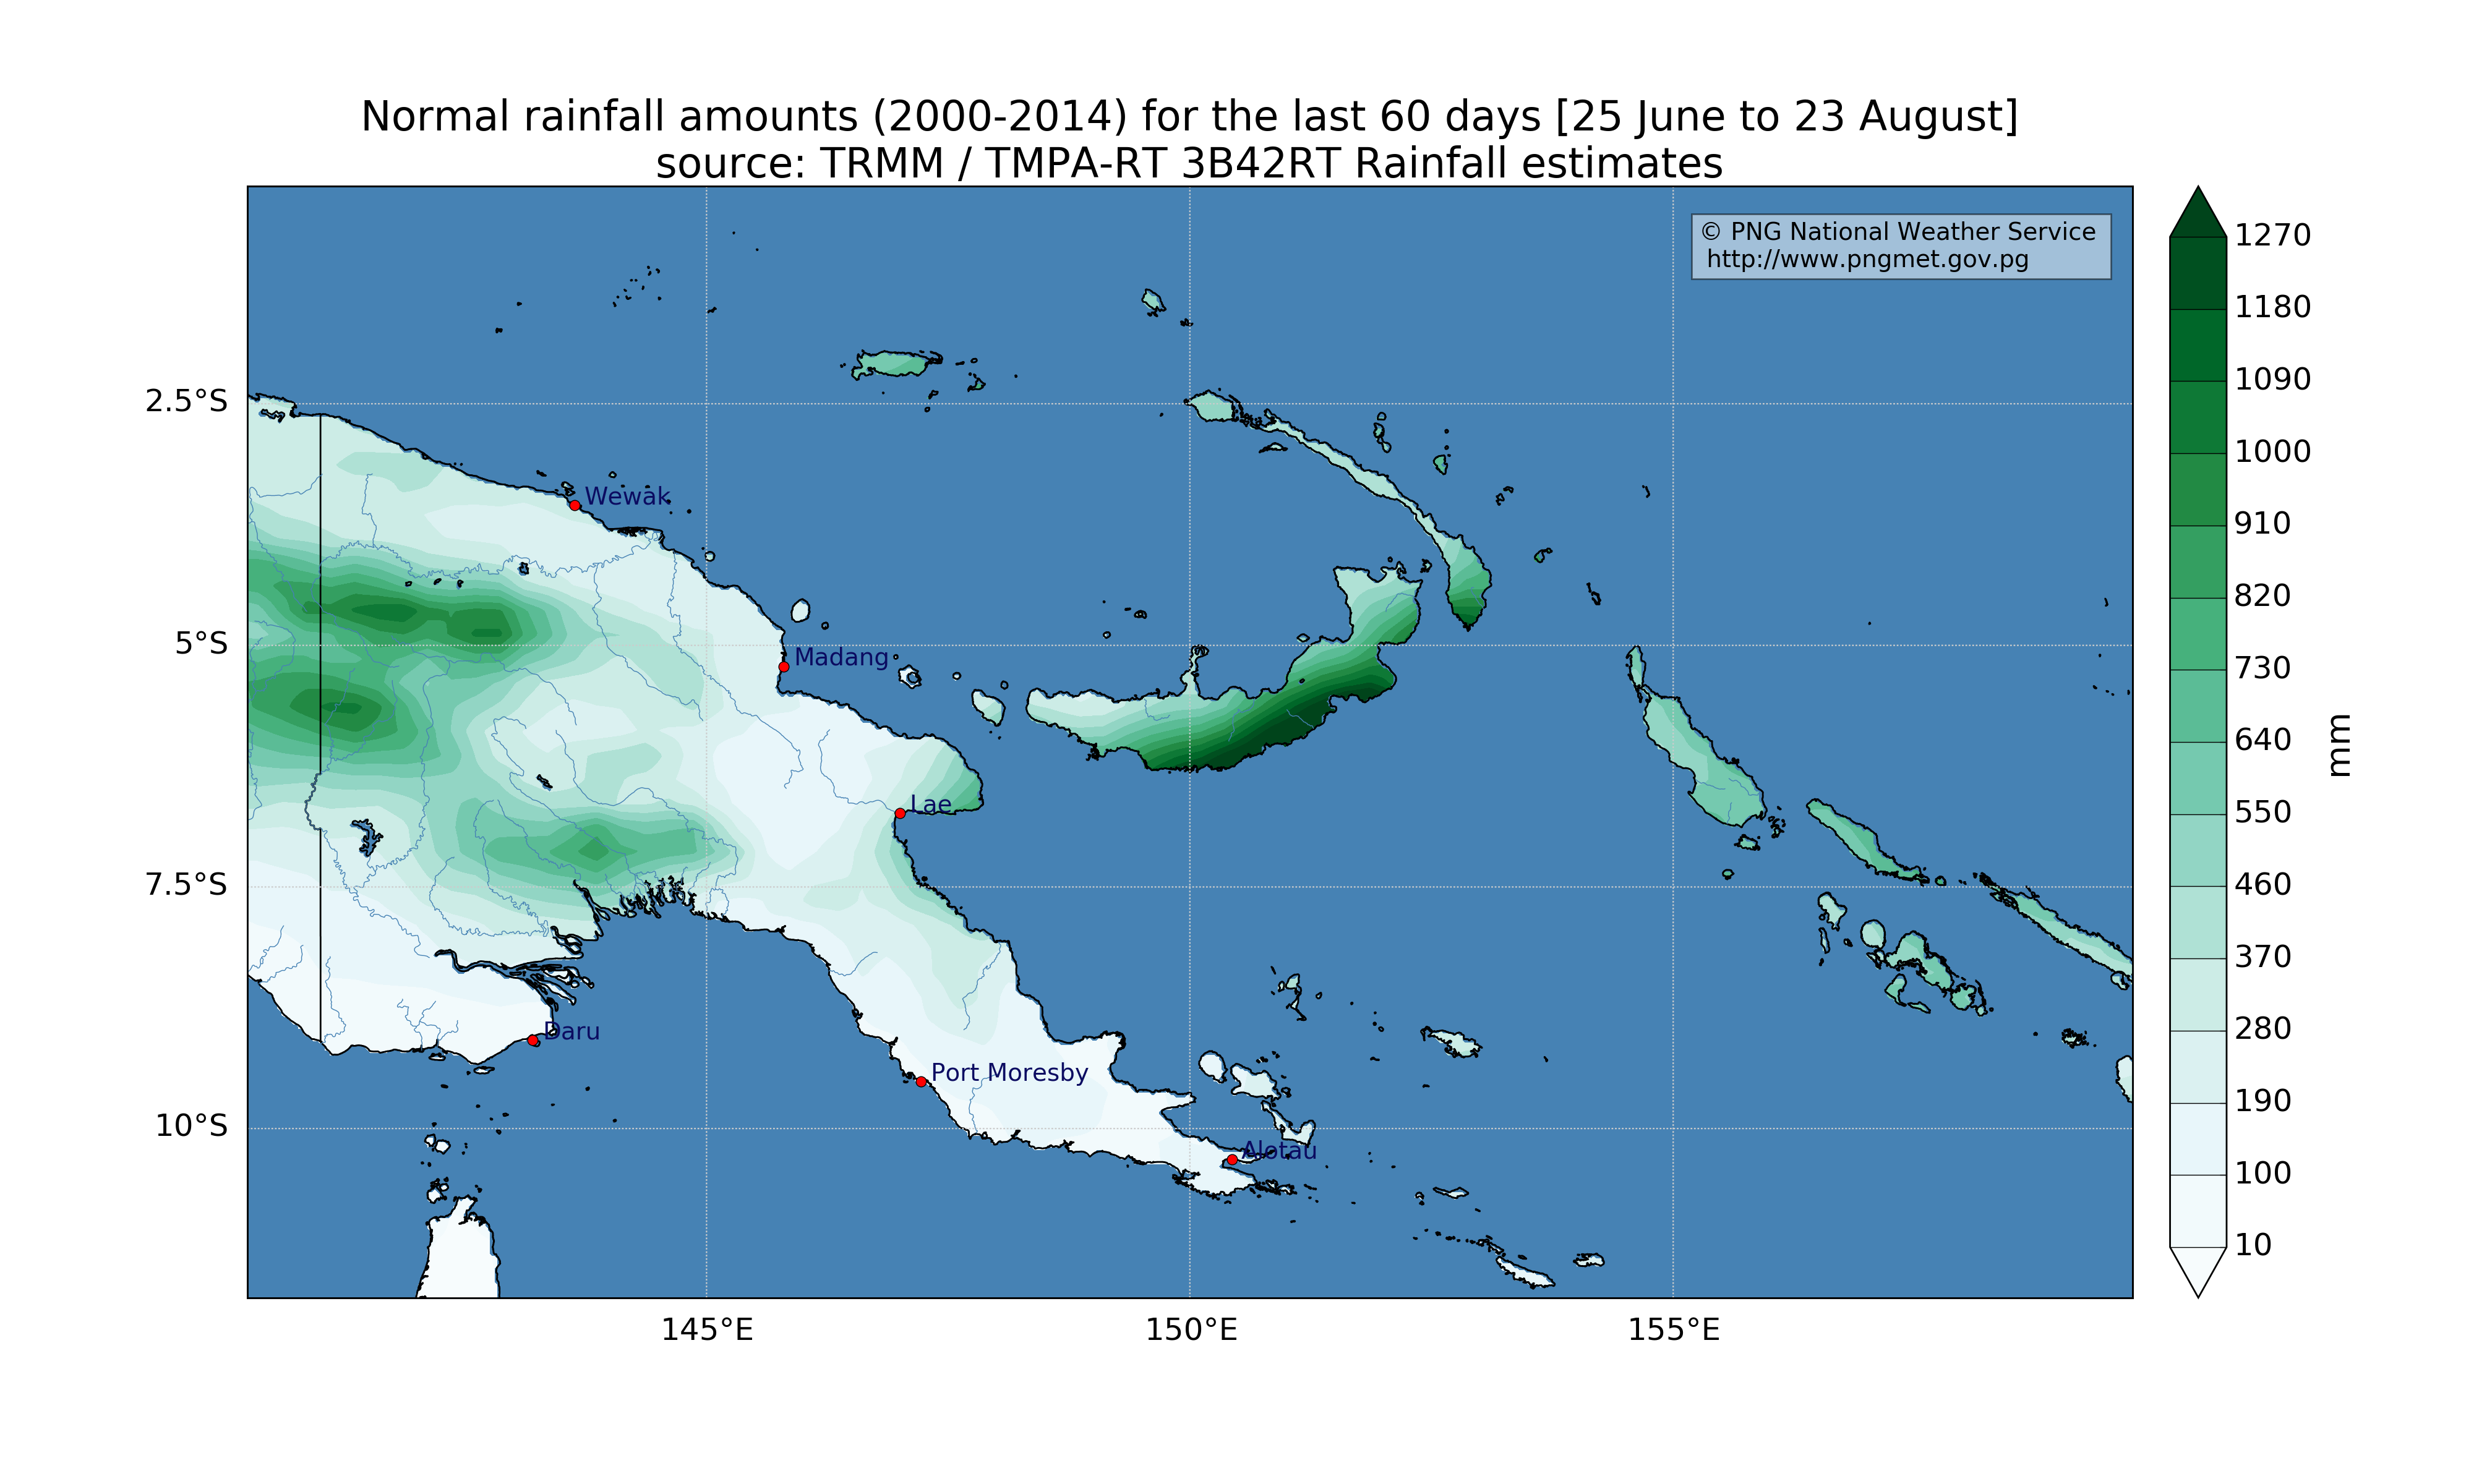 Normal rainfall amounts (2000-2014) for the last 60 days [25 June to 23 August]
source: TRMM / TMPA-RT 3B42RT Rainfall estimates
© PNG National Weather Service
http://www.pngmet.gov.pg
1270
1180
1090
1000
910
820
730
640
550
460
370
280
190
100
10
mm
2.5°S
5°S
7.5°S
10°S
Wewak
Madang
Lae
Daru
Port Moresby
Alotau
145°E
150°E
155°E